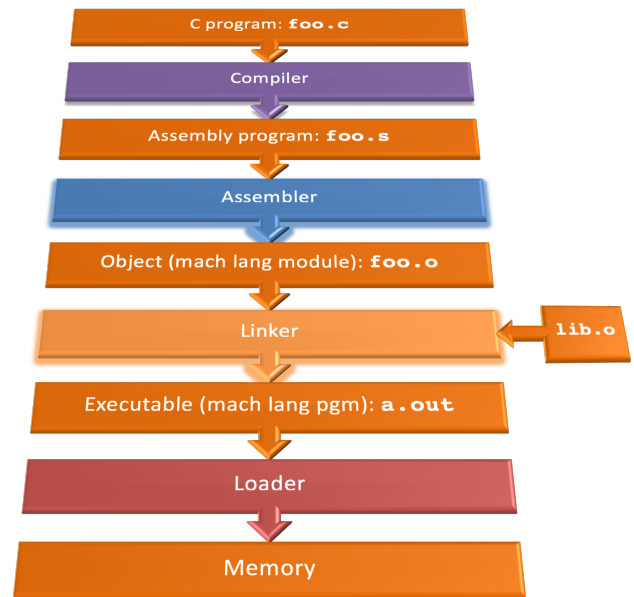 C program: foo.c
Compiler
Assembly program: foo.s
Assembler
Object (mach lang module): foo.o
Linker
lib.o
Executable (mach lang pgm): a.out
Loader
Memory